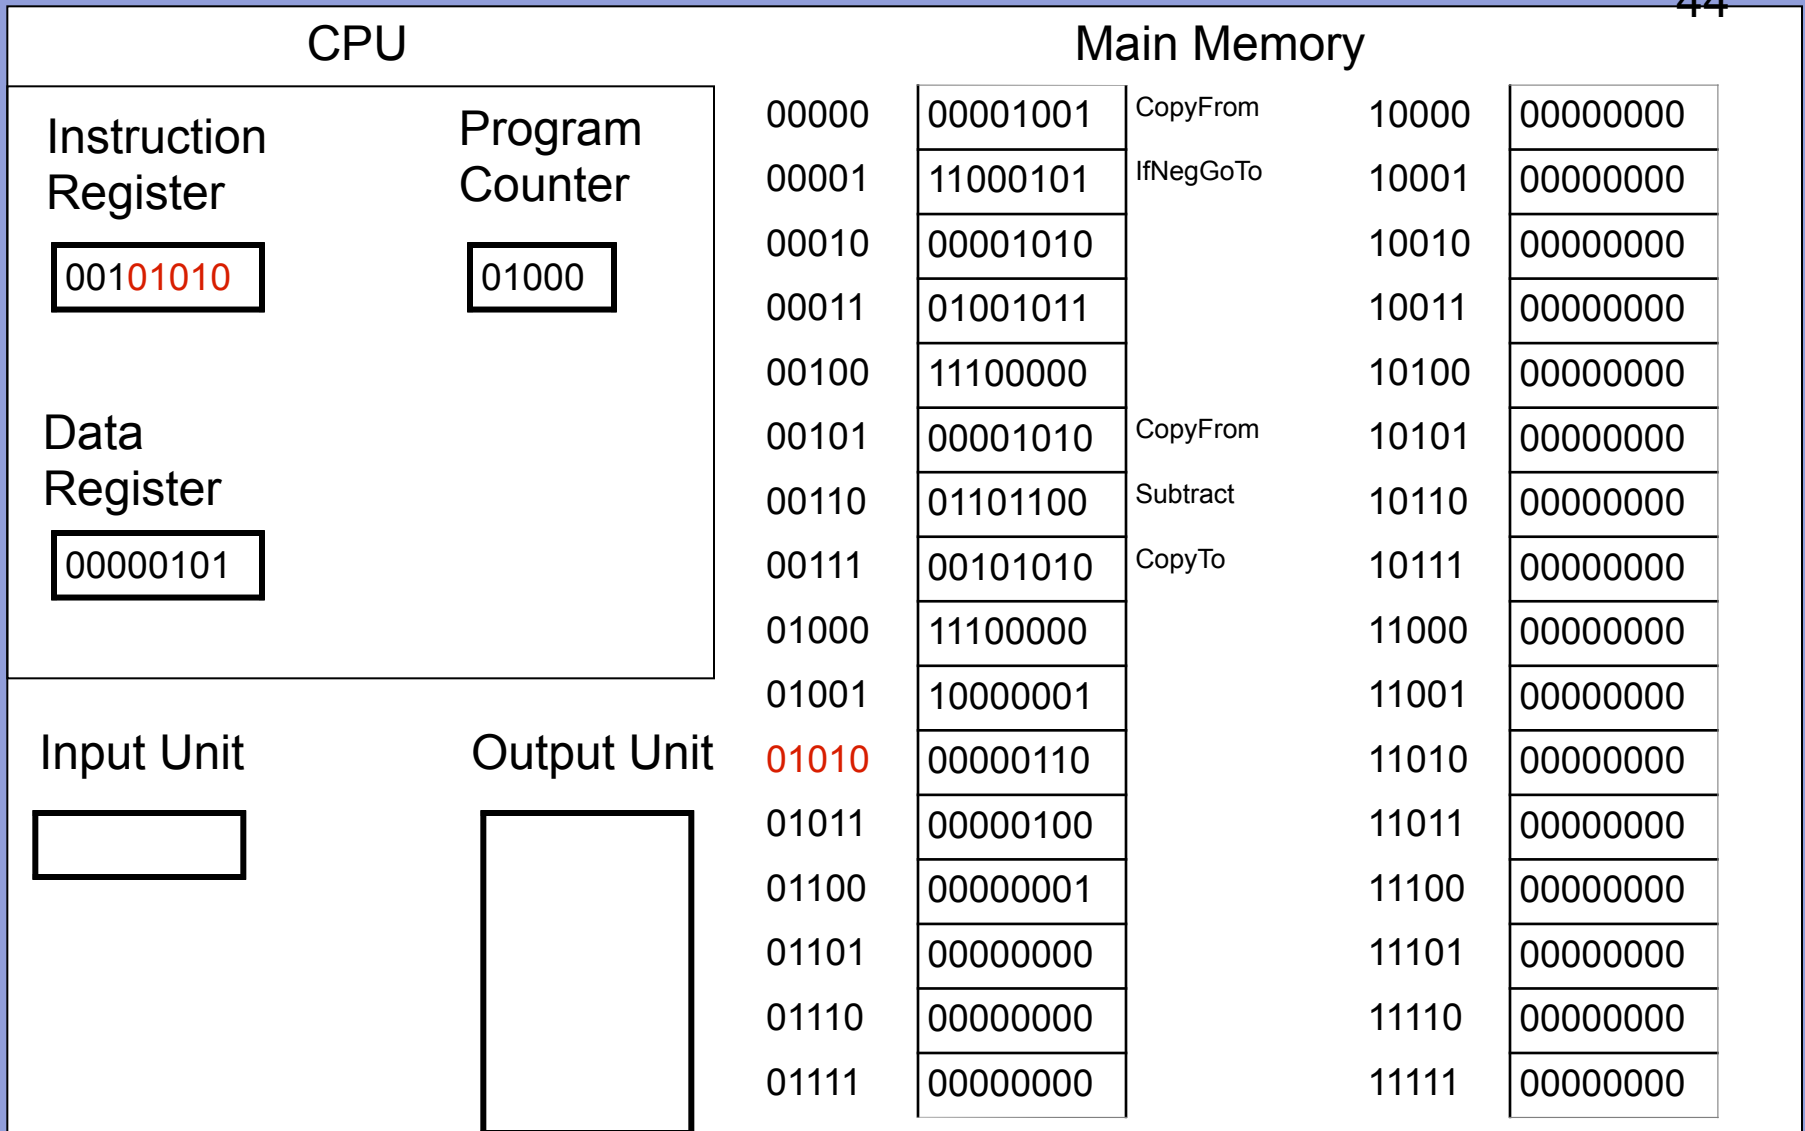 44
CPU
Main Memory
Instruction
Register
Program
Counter
00101010
01000
Data
Register
00000101
Input Unit
Output Unit
00000 00001001 CopyFrom 10000 00000000
00001 11000101 IfNegGoTo 10001 00000000
00010 00001010 10010 00000000
00011 01001011 10011 00000000
00100 11100000 10100 00000000
00101 00001010 CopyFrom 10101 00000000
00110 01101100 Subtract 10110 00000000
00111 00101010 CopyTo 10111 00000000
01000 11100000 11000 00000000
01001 10000001 11001 00000000
01010 00000110 11010 00000000
01011 00000100 11011 00000000
01100 00000001 11100 00000000
01101 00000000 11101 00000000
01110 00000000 11110 00000000
01111 00000000 11111 00000000